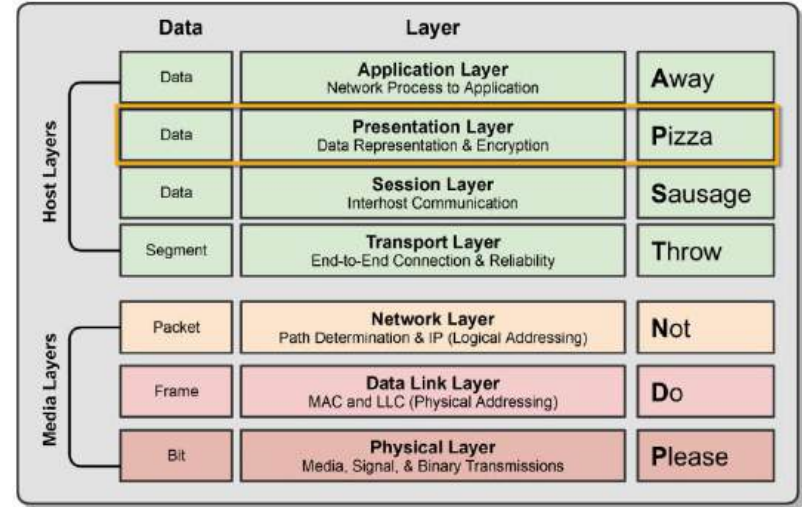 Data Layer
Host Layers
Data
Application Layer
Network Process to Application
Away
Data
Presentation Layer
Data Representation & Encryption
Pizza
Data
Session Layer
Interhost Communication
Sausage
Segment
Transport Layer
End-to-End Connection & Reliability
Throw
Media Layers
Packet
Network Layer
Path Determination & IP (Logical Addressing)
Not
Frame
Data Link Layer
MAC and LLC (Physical Addressing)
Do
Bit
Physical Layer
Media, Signal, & Binary Transmissions
Please